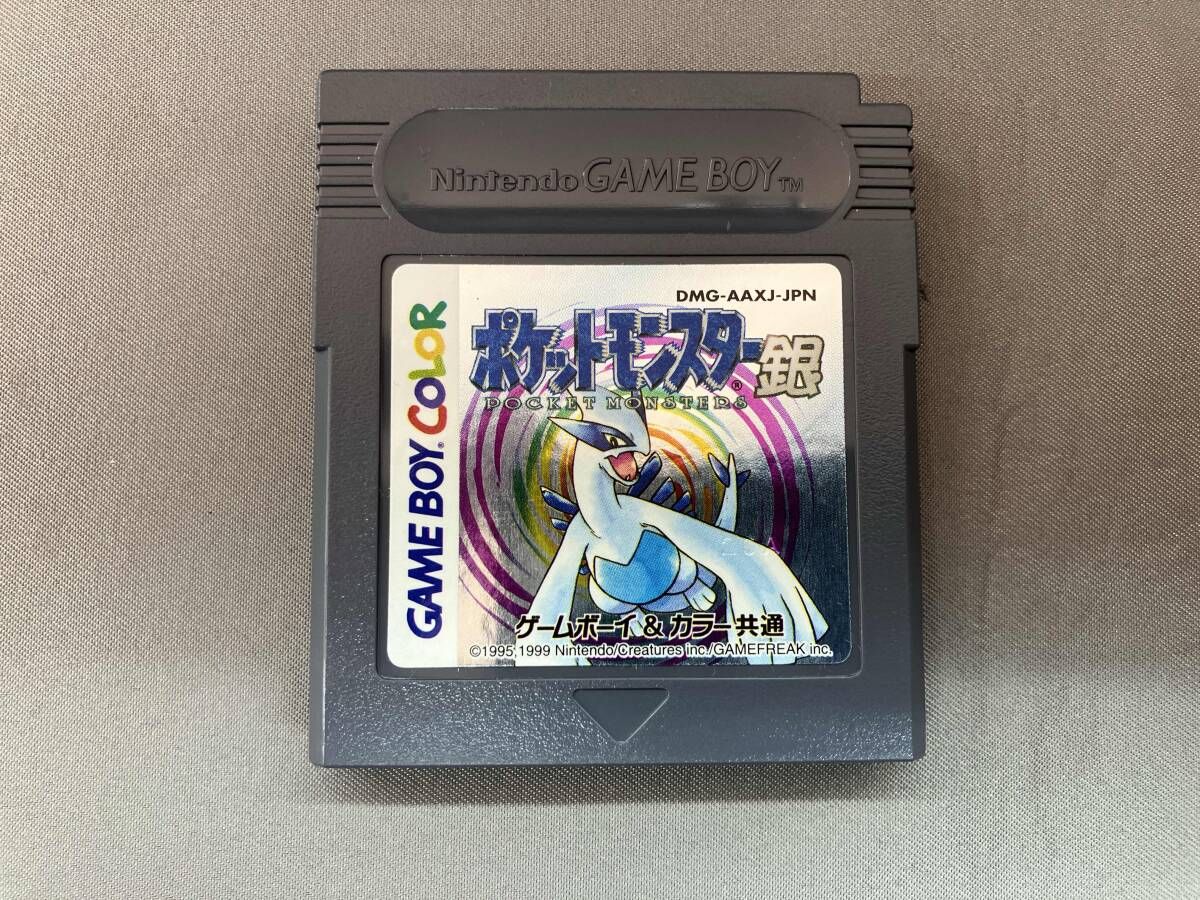 Nintendo GAME BOY™
GAME BOY COLOR
DMG-AAXJ-JPN
ポケットモンスター®銀
POCKET MONSTERS
ゲームボーイ & カラー共通
©1995,1999 Nintendo/Creatures inc./GAMEFREAK inc.